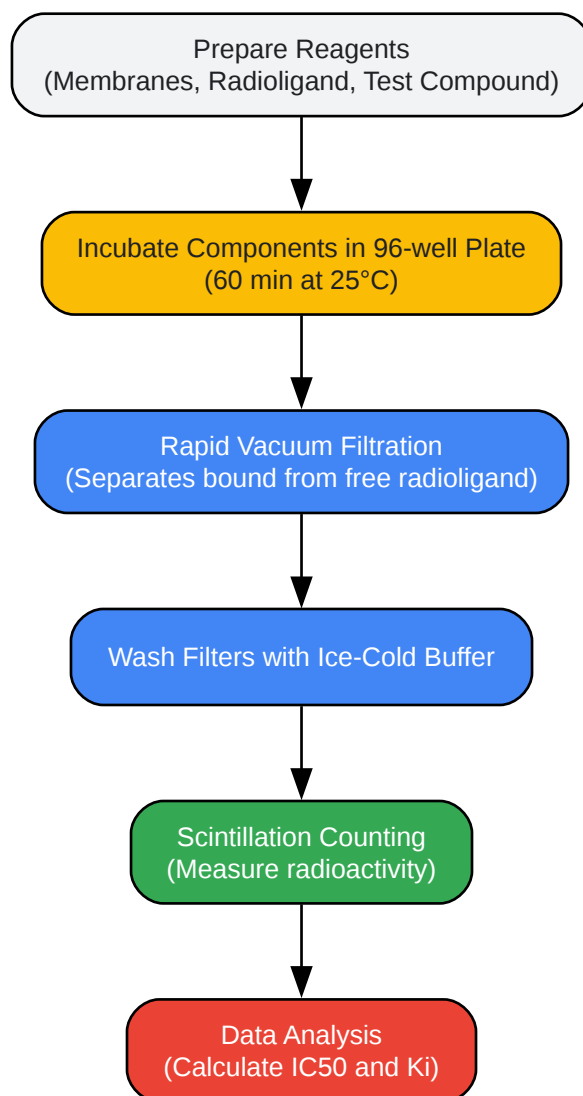 Prepare Reagents
(Membranes, Radioligand, Test Compound)
Incubate Components in 96-well Plate
(60 min at 25°C)
Rapid Vacuum Filtration
(Separates bound from free radioligand)
Wash Filters with Ice-Cold Buffer
Scintillation Counting
(Measure radioactivity)
Data Analysis
(Calculate IC50 and Ki)